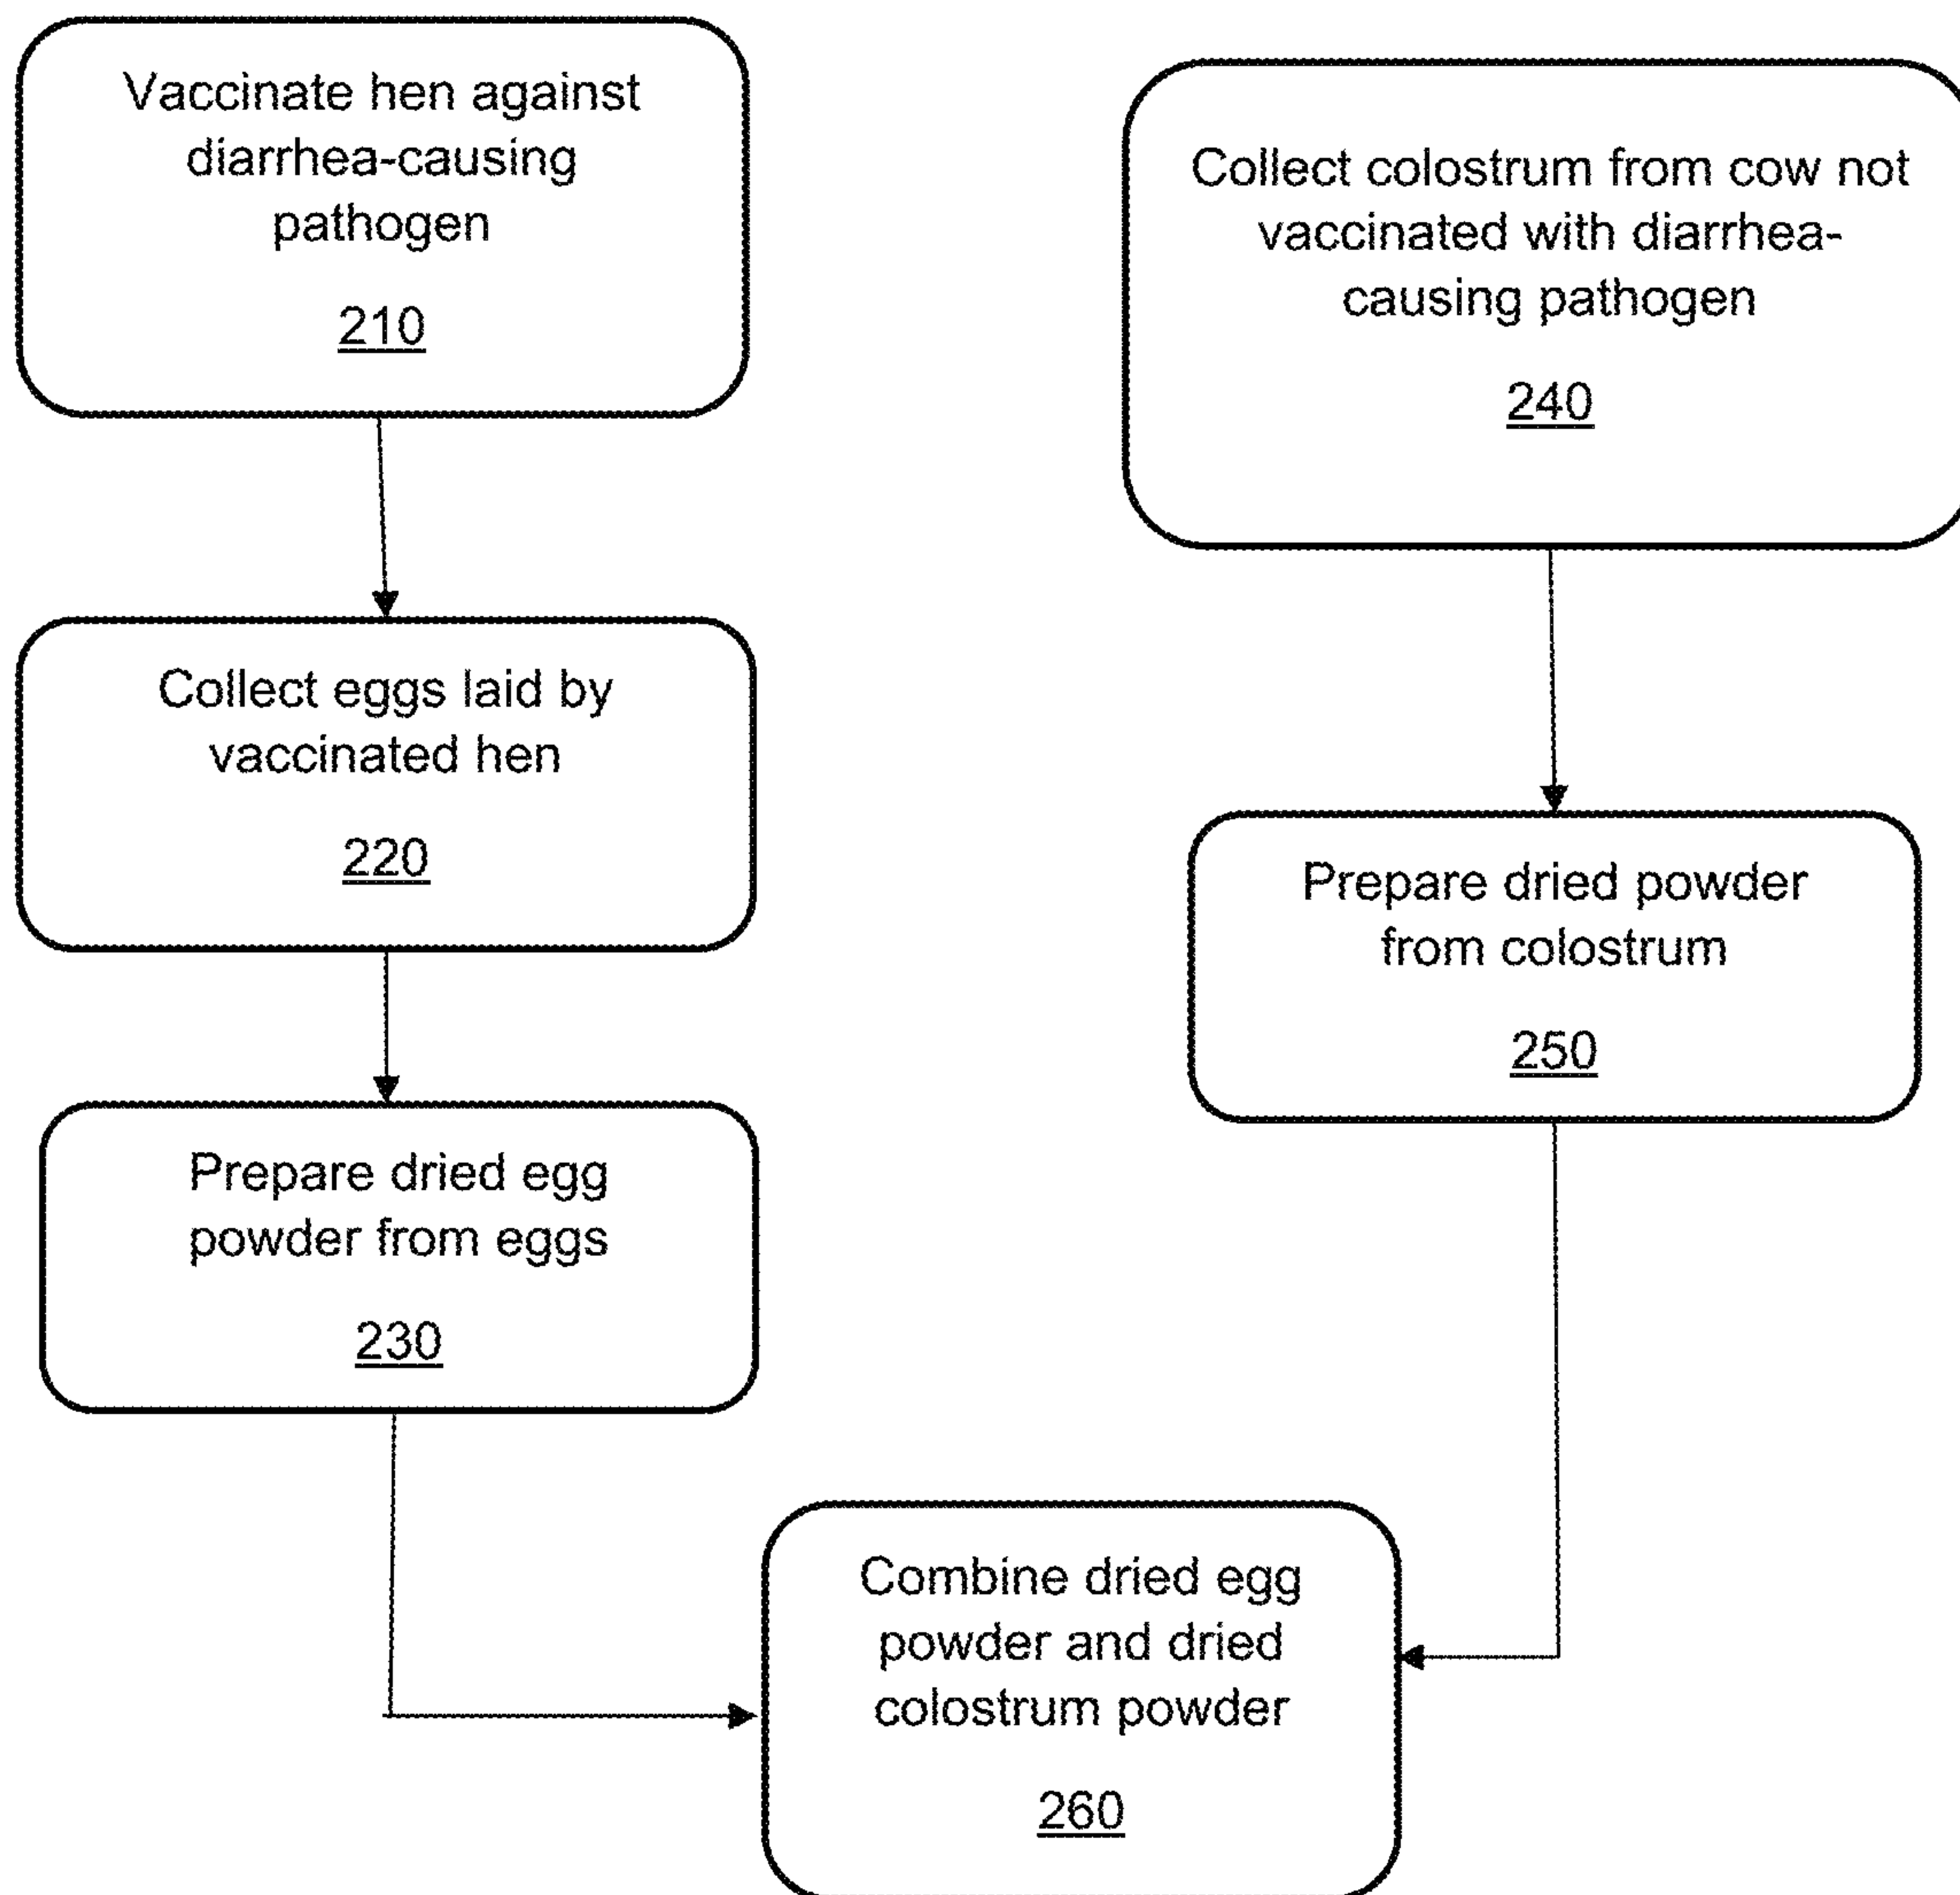 Vaccinate hen against
diarrhea-causing
pathogen
210
Collect eggs laid by
vaccinated hen
220
Prepare dried egg
powder from eggs
230
Collect colostrum from cow not
vaccinated with diarrhea-
causing pathogen
240
Prepare dried powder
from colostrum
250
Combine dried egg
powder and dried
colostrum powder
260